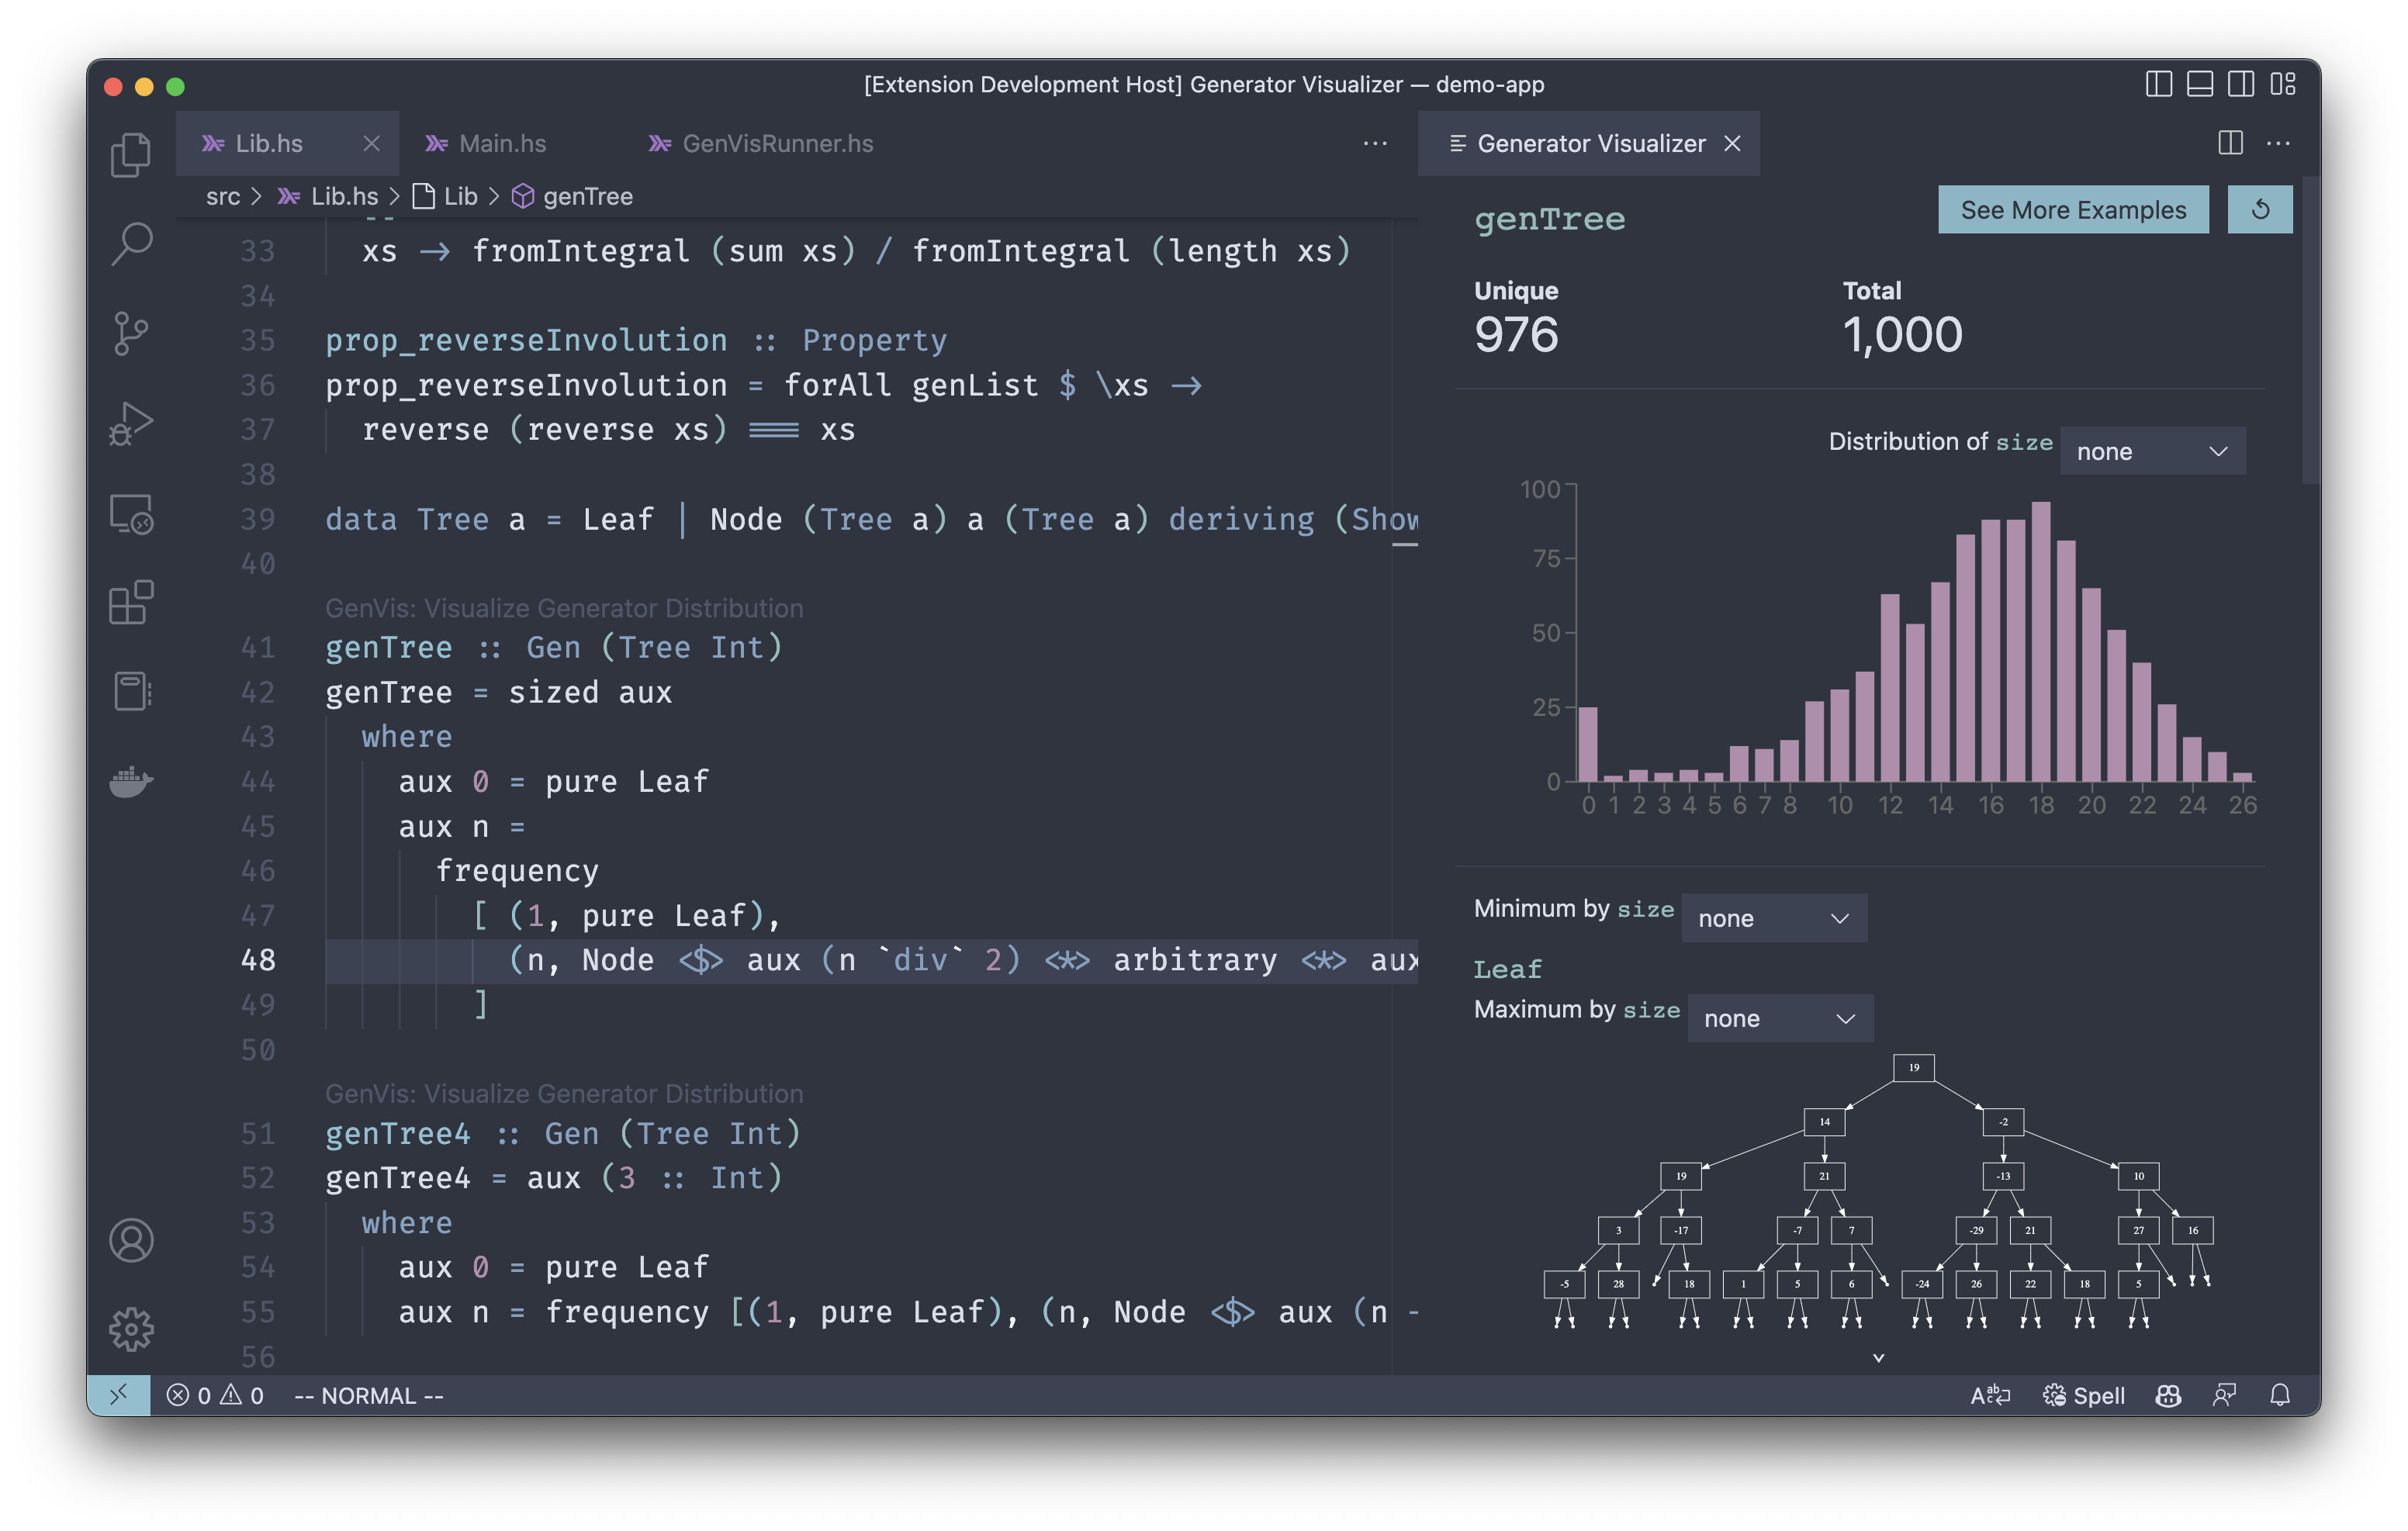 [Extension Development Host] Generator Visualizer — demo-app
Lib.hs
Main.hs
GenVisRunner.hs
src > Lib.hs > Lib > genTree
33 xs -> fromIntegral (sum xs) / fromIntegral (length xs)
34
35 prop_reverseInvolution :: Property
36 prop_reverseInvolution = forAll genList $ \xs ->
37 reverse (reverse xs) === xs
38
39 data Tree a = Leaf | Node (Tree a) a (Tree a) deriving (Show
40
GenVis: Visualize Generator Distribution
41 genTree :: Gen (Tree Int)
42 genTree = sized aux
43 where
44 aux 0 = pure Leaf
45 aux n =
46 frequency
47 [ (1, pure Leaf),
48 (n, Node <$> aux (n `div` 2) <*> arbitrary <*> aux
49 ]
50
GenVis: Visualize Generator Distribution
51 genTree4 :: Gen (Tree Int)
52 genTree4 = aux (3 :: Int)
53 where
54 aux 0 = pure Leaf
55 aux n = frequency [(1, pure Leaf), (n, Node <$> aux (n -
56
Generator Visualizer
genTree
See More Examples
Unique
976
Total
1,000
Distribution of size none
100
75
50
25
0
0 1 2 3 4 5 6 7 8 10 12 14 16 18 20 22 24 26
Minimum by size none
Leaf
Maximum by size none
19
14 -2
19 21 -13 10
3 -17 -7 7 -29 21 27 16
-5 28 18 1 5 6 -24 26 22 18 5
0 0 -- NORMAL --
Spell